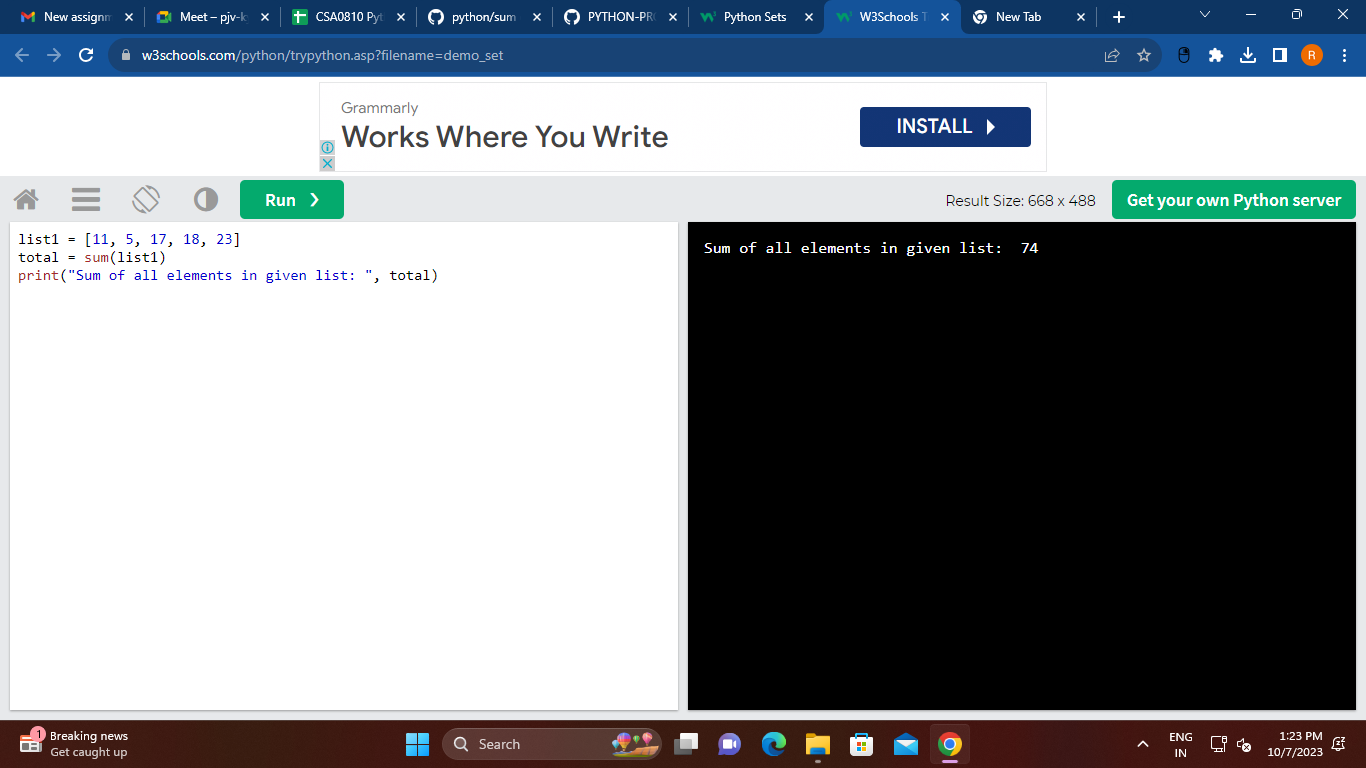 New assignm
Meet – pjv-k
CSA0810 Pyt
python/sum
PYTHON-PRO
Python Sets
W3Schools T
New Tab
w3schools.com/python/trypython.asp?filename=demo_set
R
Grammarly
Works Where You Write
INSTALL
Run ❯
Result Size: 668 x 488
Get your own Python server
list1 = [11, 5, 17, 18, 23]
total = sum(list1)
print("Sum of all elements in given list: ", total)
Sum of all elements in given list:  74
1
Breaking news
Get caught up
Search
ENG
IN
1:23 PM
10/7/2023